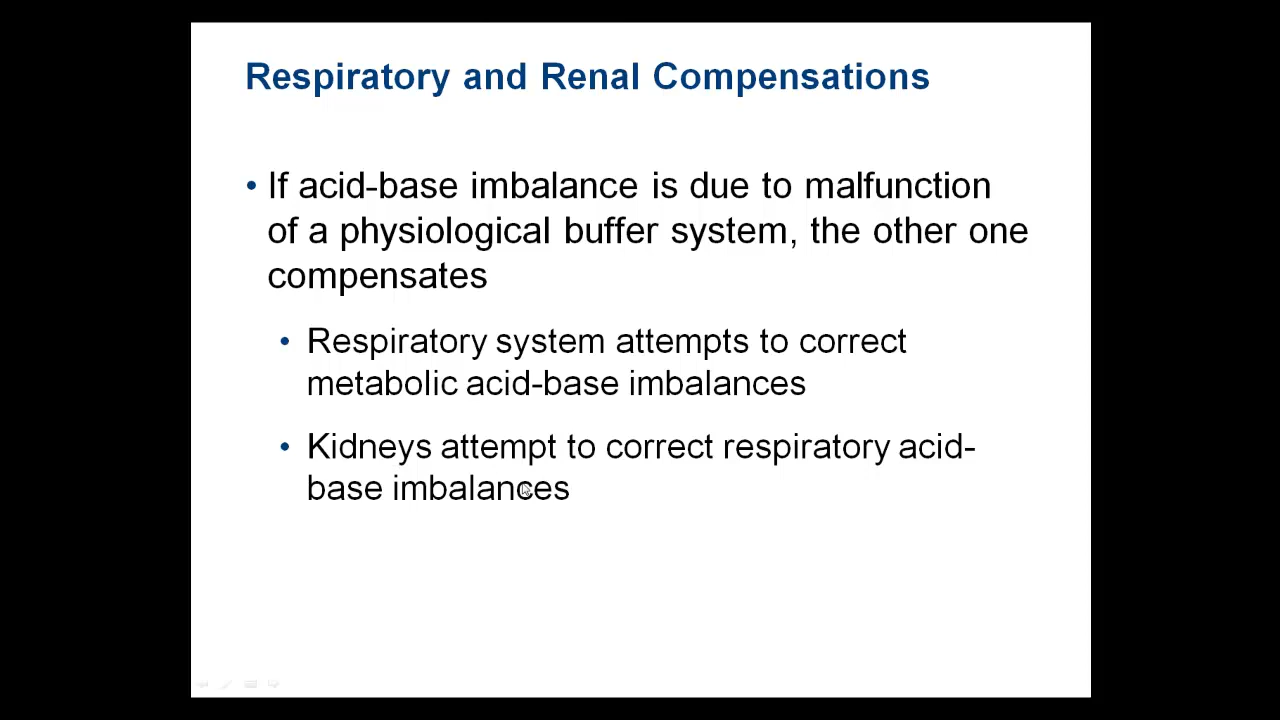 Respiratory and Renal Compensations
• If acid-base imbalance is due to malfunction
of a physiological buffer system, the other one
compensates
• Respiratory system attempts to correct
metabolic acid-base imbalances
• Kidneys attempt to correct respiratory acid-
base imbalances